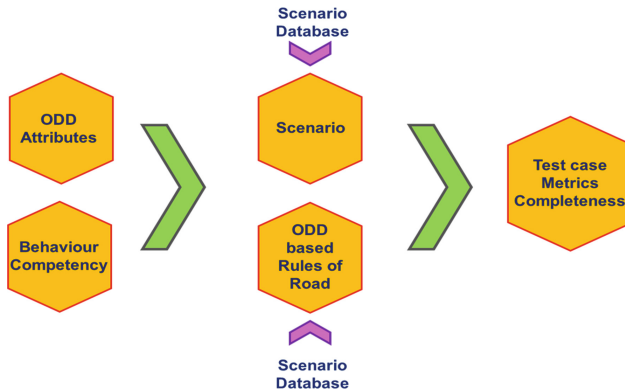 Scenario
Database
ODD
Attributes
Scenario
Test case
Metrics
Completeness
Behaviour
Competency
ODD
based
Rules of
Road
Scenario
Database